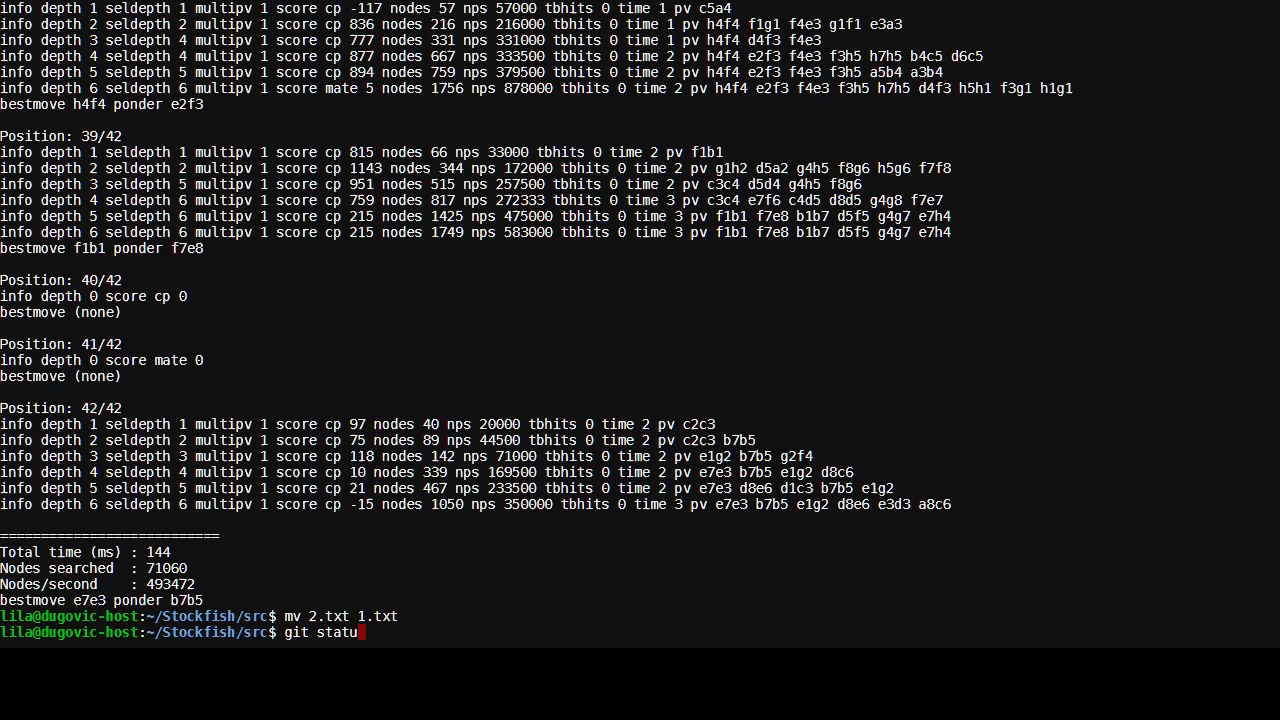 info depth 1 seldepth 1 multipv 1 score cp -117 nodes 57 nps 57000 tbhits 0 time 1 pv c5a4
info depth 2 seldepth 2 multipv 1 score cp 836 nodes 216 nps 216000 tbhits 0 time 1 pv h4f4 f1g1 f4e3 g1f1 e3a3
info depth 3 seldepth 4 multipv 1 score cp 777 nodes 331 nps 331000 tbhits 0 time 1 pv h4f4 d4f3 f4e3
info depth 4 seldepth 4 multipv 1 score cp 877 nodes 667 nps 333500 tbhits 0 time 2 pv h4f4 e2f3 f4e3 f3h5 h7h5 b4c5 d6c5
info depth 5 seldepth 5 multipv 1 score cp 894 nodes 759 nps 379500 tbhits 0 time 2 pv h4f4 e2f3 f4e3 f3h5 a5b4 a3b4
info depth 6 seldepth 6 multipv 1 score mate 5 nodes 1756 nps 878000 tbhits 0 time 2 pv h4f4 e2f3 f4e3 f3h5 h7h5 d4f3 h5h1 f3g1 h1g1
bestmove h4f4 ponder e2f3
Position: 39/42
info depth 1 seldepth 1 multipv 1 score cp 815 nodes 66 nps 33000 tbhits 0 time 2 pv f1b1
info depth 2 seldepth 2 multipv 1 score cp 1143 nodes 344 nps 172000 tbhits 0 time 2 pv g1h2 d5a2 g4h5 f8g6 h5g6 f7f8
info depth 3 seldepth 5 multipv 1 score cp 951 nodes 515 nps 257500 tbhits 0 time 2 pv c3c4 d5d4 g4h5 f8g6
info depth 4 seldepth 6 multipv 1 score cp 759 nodes 817 nps 272333 tbhits 0 time 3 pv c3c4 e7f6 c4d5 d8d5 g4g8 f7e7
info depth 5 seldepth 6 multipv 1 score cp 215 nodes 1425 nps 475000 tbhits 0 time 3 pv f1b1 f7e8 b1b7 d5f5 g4g7 e7h4
info depth 6 seldepth 6 multipv 1 score cp 215 nodes 1749 nps 583000 tbhits 0 time 3 pv f1b1 f7e8 b1b7 d5f5 g4g7 e7h4
bestmove f1b1 ponder f7e8
Position: 40/42
info depth 0 score cp 0
bestmove (none)
Position: 41/42
info depth 0 score mate 0
bestmove (none)
Position: 42/42
info depth 1 seldepth 1 multipv 1 score cp 97 nodes 40 nps 20000 tbhits 0 time 2 pv c2c3
info depth 2 seldepth 2 multipv 1 score cp 75 nodes 89 nps 44500 tbhits 0 time 2 pv c2c3 b7b5
info depth 3 seldepth 3 multipv 1 score cp 118 nodes 142 nps 71000 tbhits 0 time 2 pv e1g2 b7b5 g2f4
info depth 4 seldepth 4 multipv 1 score cp 10 nodes 339 nps 169500 tbhits 0 time 2 pv e7e3 b7b5 e1g2 d8c6
info depth 5 seldepth 5 multipv 1 score cp 21 nodes 467 nps 233500 tbhits 0 time 2 pv e7e3 d8e6 d1c3 b7b5 e1g2
info depth 6 seldepth 6 multipv 1 score cp -15 nodes 1050 nps 350000 tbhits 0 time 3 pv e7e3 b7b5 e1g2 d8e6 e3d3 a8c6
===========================
Total time (ms) : 144
Nodes searched  : 71060
Nodes/second    : 493472
bestmove e7e3 ponder b7b5
lila@dugovic-host:~/Stockfish/src$ mv 2.txt 1.txt
lila@dugovic-host:~/Stockfish/src$ git statu